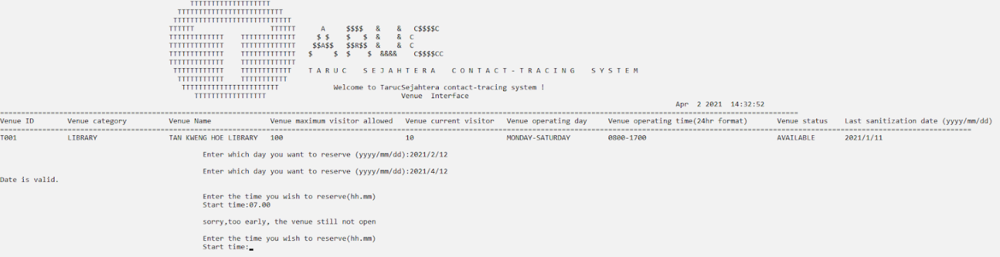 TTTTTTTTTTTTTTTTTTT
TTTTTTTTTTTTTTTTTTTTTTTTT
TTTTTTTTTTTTTTTTTTTTTTTTTTTT
TTTTTT                  TTTTTT      A     $$$$   &    &   C$$$$C
TTTTTTTTTTTTT    TTTTTTTTTTTTT     $ $    $   $  &    &  C
TTTTTTTTTTTTT    TTTTTTTTTTTTT    $$A$$   $$R$$  &    &  C
TTTTTTTTTTTTT    TTTTTTTTTTTTT   $     $  $    $  &&&&    C$$$$CC
TTTTTTTTTTTTT    TTTTTTTTTTTTT
TTTTTTTTTTTT    TTTTTTTTTTTT    T A R U C   S E J A H T E R A   C O N T A C T - T R A C I N G   S Y S T E M
TTTTTTTTTTT    TTTTTTTTTTT
TTTTTTTTTTTTTTTTTTTTTTT             Welcome to TarucSejahtera contact-tracing system !
TTTTTTTTTTTTTTTTT                                Venue  Interface
Apr  2 2021  14:32:52
Venue ID        Venue category          Venue Name              Venue maximum visitor allowed   Venue current visitor   Venue operating day     Venue operating time(24hr format)       Venue status    Last sanitization date (yyyy/mm/dd)
T001            LIBRARY                 TAN KWENG HOE LIBRARY   100                             10                      MONDAY-SATURDAY         0800-1700                               AVAILABLE       2021/1/11
Enter which day you want to reserve (yyyy/mm/dd):2021/2/12
Enter which day you want to reserve (yyyy/mm/dd):2021/4/12
Date is valid.
Enter the time you wish to reserve(hh.mm)
Start time:07.00
sorry,too early, the venue still not open
Enter the time you wish to reserve(hh.mm)
Start time: